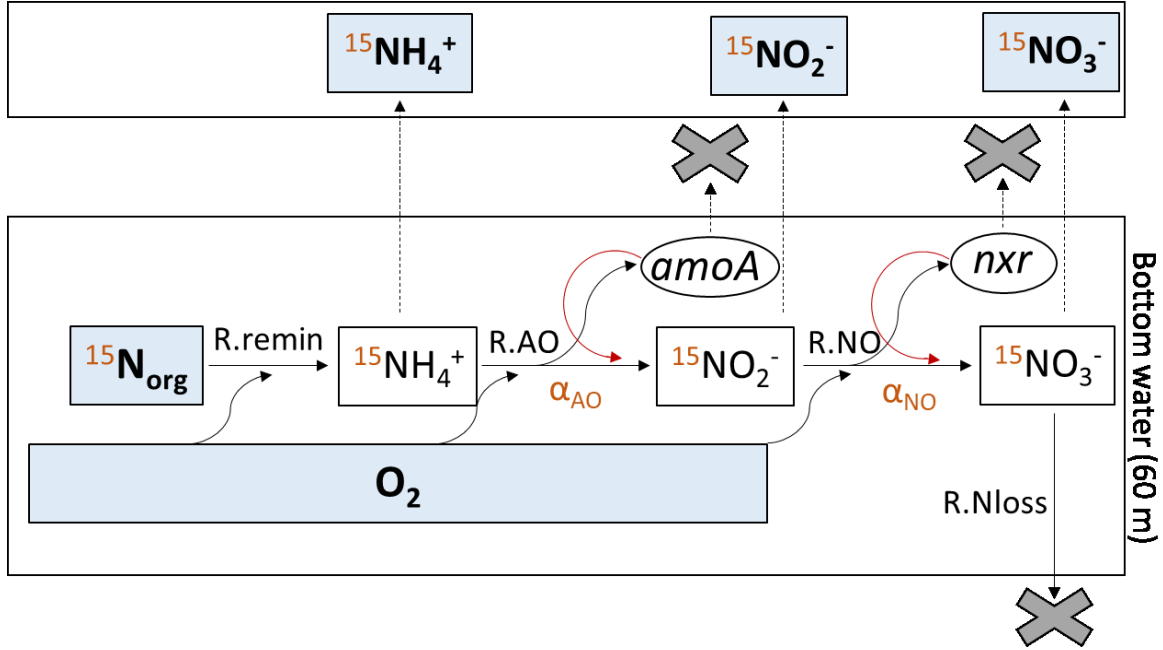 ¹⁵NH₄⁺
¹⁵NO₂⁻
¹⁵NO₃⁻
amoA
nxr
¹⁵Norg
R.remin
¹⁵NH₄⁺
R.AO
αAO
¹⁵NO₂⁻
R.NO
αNO
¹⁵NO₃⁻
O₂
R.Nloss
Bottom water (60 m)